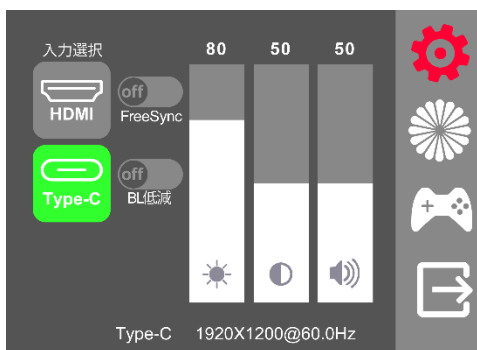 入力選択 80 50 50
HDMI off
FreeSync
Type-C off
BL低減
Type-C 1920X1200@60.0Hz